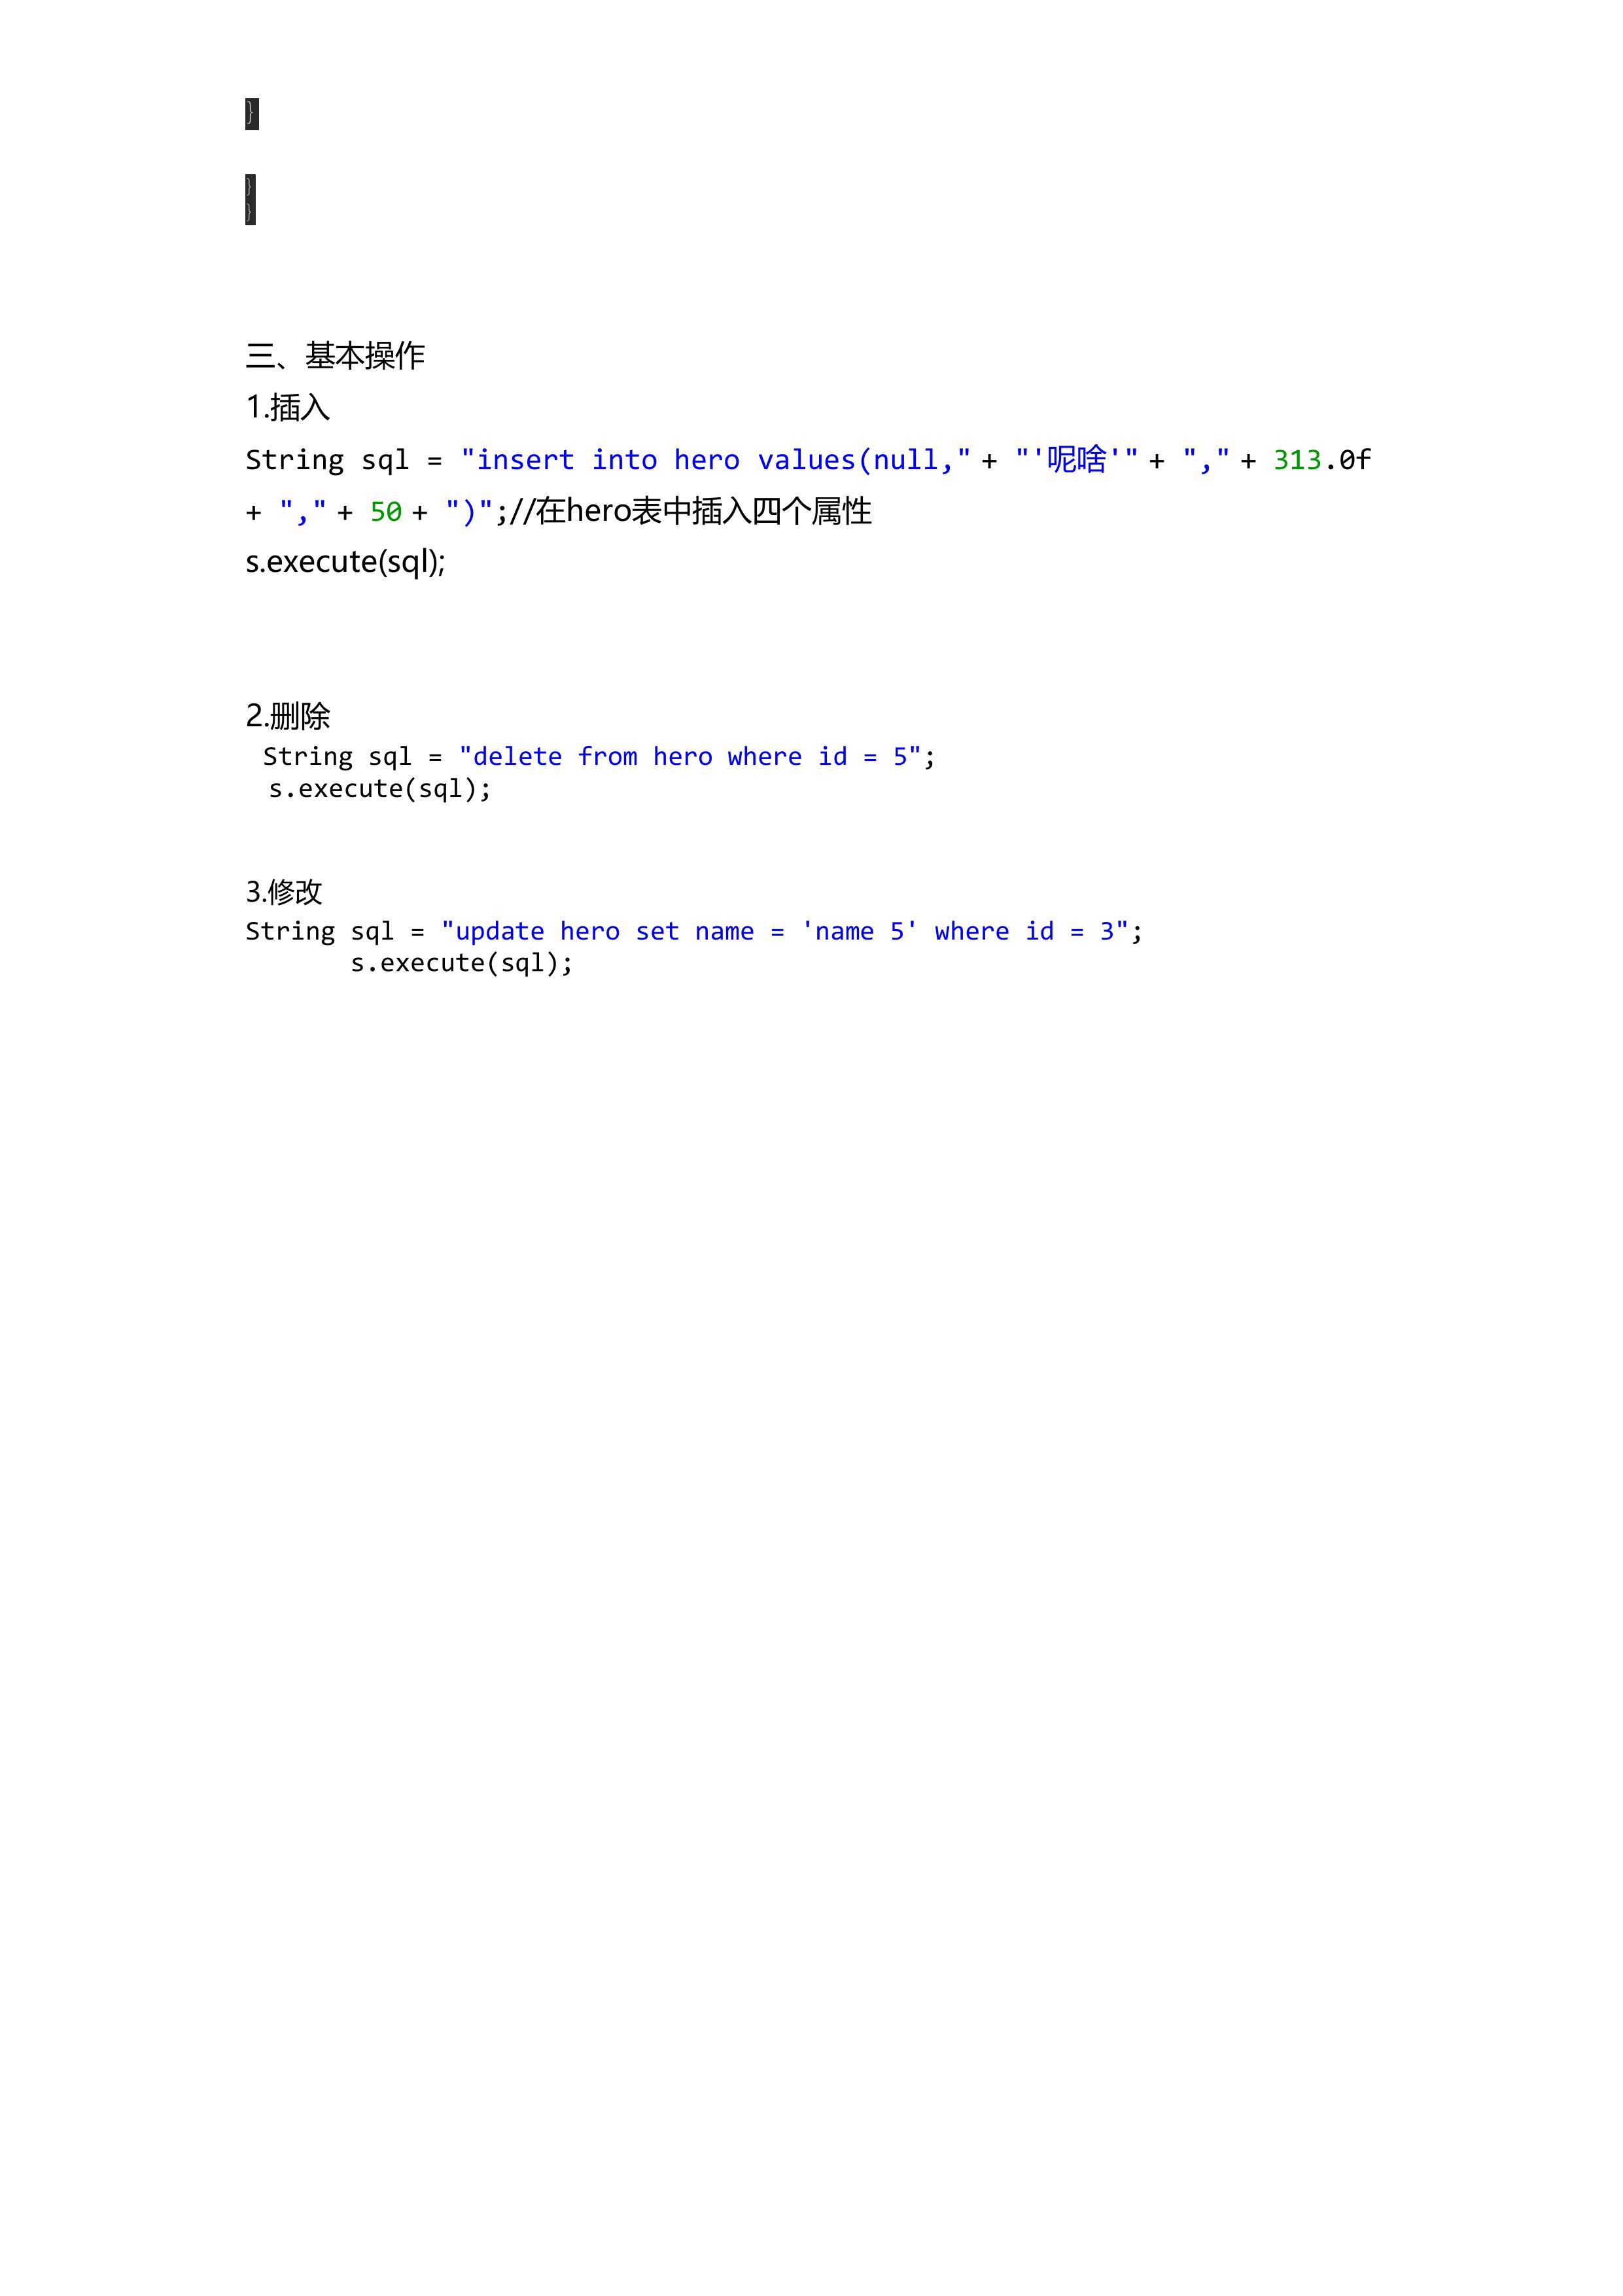 }
}
}
三、基本操作
1.插入
String sql = "insert into hero values(null," + "'呢啥'" + "," + 313.0f
+ "," + 50 + ")";//在hero表中插入四个属性
s.execute(sql);
2.删除
String sql = "delete from hero where id = 5";
s.execute(sql);
3.修改
String sql = "update hero set name = 'name 5' where id = 3";
s.execute(sql);